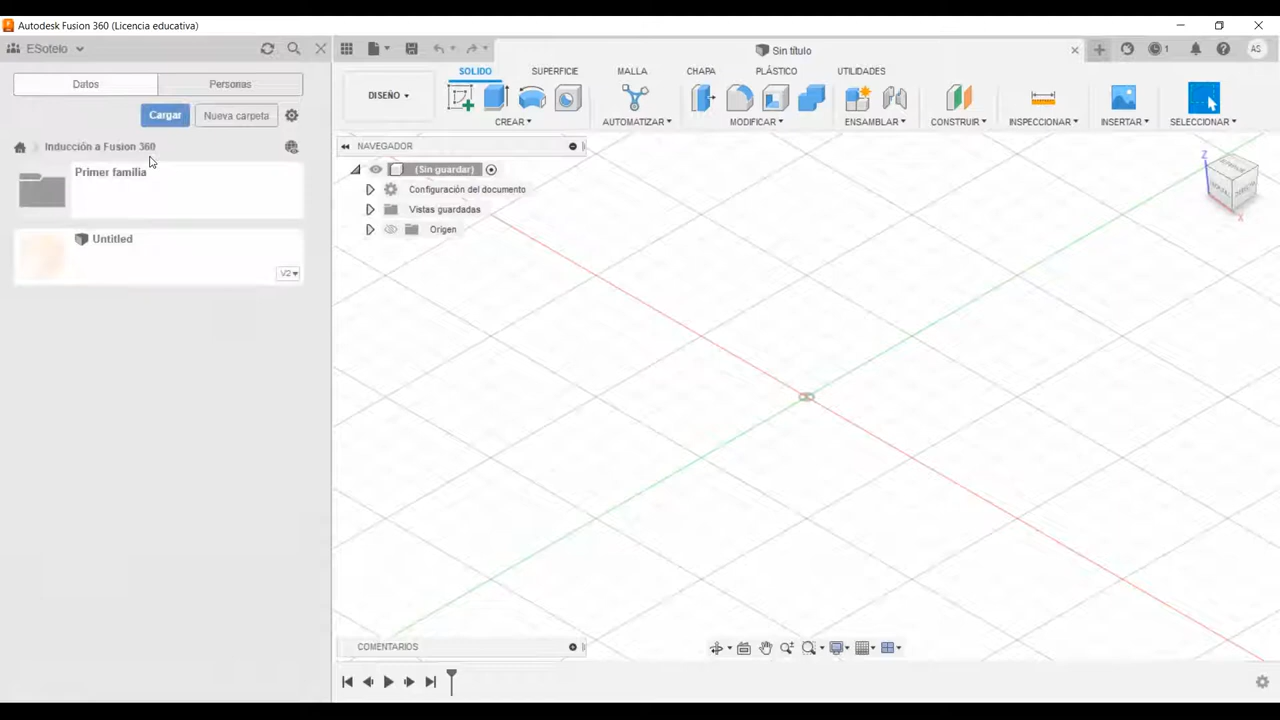 Autodesk Fusion 360 (Licencia educativa)
ESotelo
Sin título
1
AS
Datos
Personas
SOLIDO
SUPERFICIE
MALLA
CHAPA
PLÁSTICO
UTILIDADES
DISEÑO
Cargar
Nueva carpeta
CREAR
AUTOMATIZAR
MODIFICAR
ENSAMBLAR
CONSTRUIR
INSPECCIONAR
INSERTAR
SELECCIONAR
Inducción a Fusion 360
NAVEGADOR
Primer familia
(Sin guardar)
Configuración del documento
Vistas guardadas
Origen
Untitled
V2
Z
X
COMENTARIOS